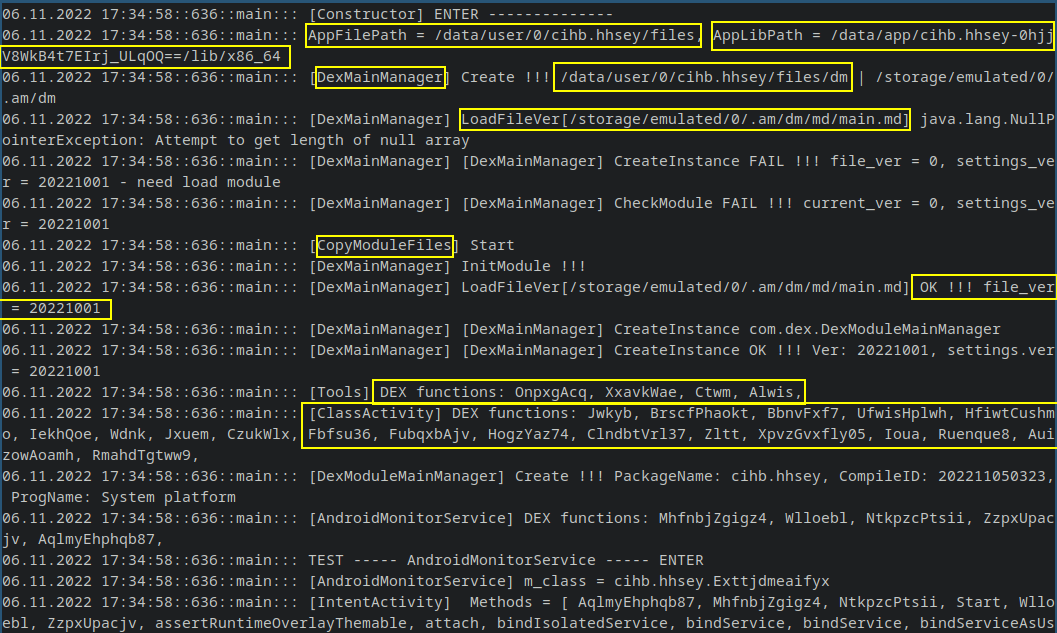 06.11.2022 17:34:58::636::main::: [Constructor] ENTER --------------
06.11.2022 17:34:58::636::main::: AppFilePath = /data/user/0/cihb.hhsey/files, AppLibPath = /data/app/cihb.hhsey-0hjj
V8WkB4t7EIrj_ULqOQ==/lib/x86_64
06.11.2022 17:34:58::636::main::: [DexMainManager] Create !!! /data/user/0/cihb.hhsey/files/dm | /storage/emulated/0/
.am/dm
06.11.2022 17:34:58::636::main::: [DexMainManager] LoadFileVer[/storage/emulated/0/.am/dm/md/main.md] java.lang.NullP
ointerException: Attempt to get length of null array
06.11.2022 17:34:58::636::main::: [DexMainManager] [DexMainManager] CreateInstance FAIL !!! file_ver = 0, settings_ve
r = 20221001 - need load module
06.11.2022 17:34:58::636::main::: [DexMainManager] [DexMainManager] CheckModule FAIL !!! current_ver = 0, settings_ve
r = 20221001
06.11.2022 17:34:58::636::main::: [CopyModuleFiles] Start
06.11.2022 17:34:58::636::main::: [DexMainManager] InitModule !!!
06.11.2022 17:34:58::636::main::: [DexMainManager] LoadFileVer[/storage/emulated/0/.am/dm/md/main.md] OK !!! file_ver
= 20221001
06.11.2022 17:34:58::636::main::: [DexMainManager] [DexMainManager] CreateInstance com.dex.DexModuleMainManager
06.11.2022 17:34:58::636::main::: [DexMainManager] [DexMainManager] CreateInstance OK !!! Ver: 20221001, settings.ver
= 20221001
06.11.2022 17:34:58::636::main::: [Tools] DEX functions: OnpxgAcq, XxavkWae, Ctwm, Alwis,
06.11.2022 17:34:58::636::main::: [ClassActivity] DEX functions: Jwkyb, BrscfPhaokt, BbnvFxf7, UfwisHplwh, HfiwtCushm
o, IekhQoe, Wdnk, Jxuem, CzukWlx, Fbfsu36, FubqxbAjv, HogzYaz74, ClndbtVrl37, Zltt, XpvzGvxfly05, Ioua, Ruenque8, Aui
zowAoamh, RmahdTgtww9,
06.11.2022 17:34:58::636::main::: [DexModuleMainManager] Create !!! PackageName: cihb.hhsey, CompileID: 202211050323,
ProgName: System platform
06.11.2022 17:34:58::636::main::: [AndroidMonitorService] DEX functions: MhfnbjZgigz4, Wlloebl, NtkpzcPtsii, ZzpxUpac
jv, AqlmyEhphqb87,
06.11.2022 17:34:58::636::main::: TEST ----- AndroidMonitorService ----- ENTER
06.11.2022 17:34:58::636::main::: [AndroidMonitorService] m_class = cihb.hhsey.Exttjdmeaifyx
06.11.2022 17:34:58::636::main::: [IntentActivity]  Methods = [ AqlmyEhphqb87, MhfnbjZgigz4, NtkpzcPtsii, Start, Wllo
ebl, ZzpxUpacjv, assertRuntimeOverlayThemable, attach, bindIsolatedService, bindService, bindService, bindServiceAsUs